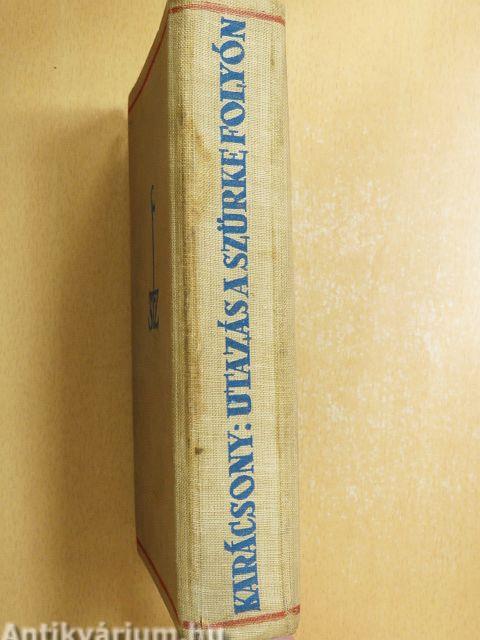 KARÁCSONY: UTAZÁS A SZÜRKE FOLYÓN
Antikvárium.hu